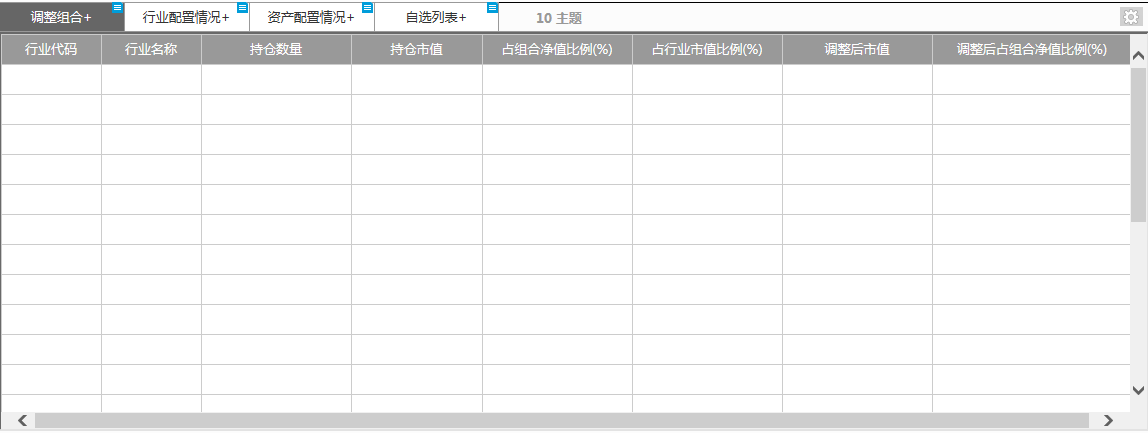 调整组合+ 行业配置情况+ 资产配置情况+ 自选列表+ 10 主题
行业代码 行业名称 持仓数量 持仓市值 占组合净值比例(%) 占行业市值比例(%) 调整后市值 调整后占组合净值比例(%)